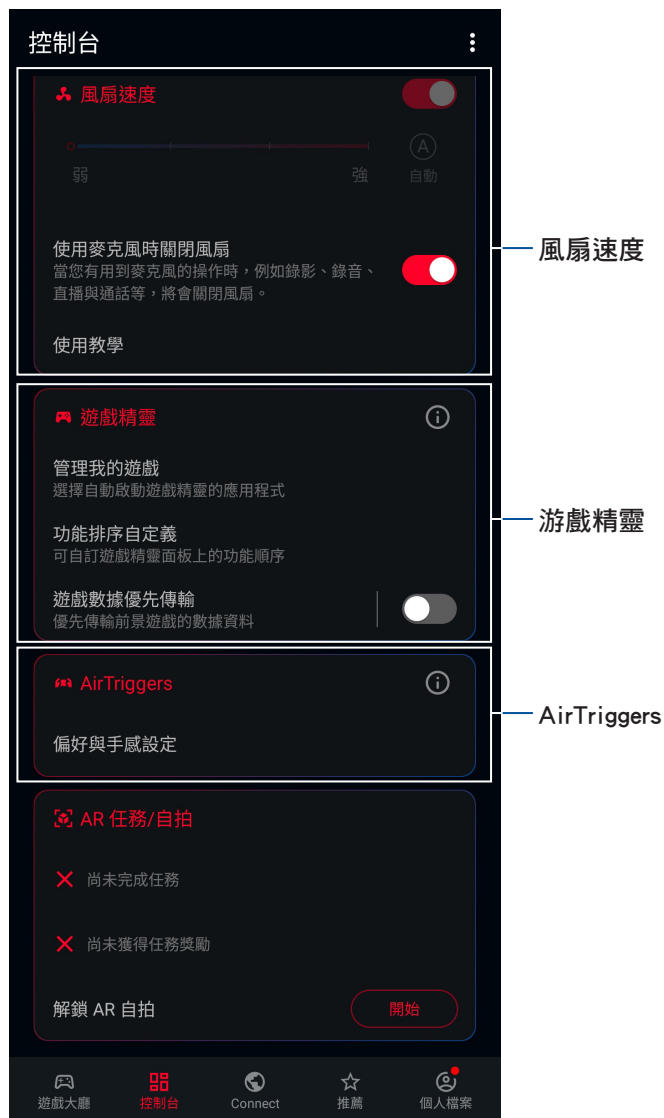 控制台
風扇速度
A
弱 強 自動
使用麥克風時關閉風扇
當您有用到麥克風的操作時，例如錄影、錄音、
直播與通話等，將會關閉風扇。
使用教學
風扇速度
遊戲精靈
管理我的遊戲
選擇自動啟動遊戲精靈的應用程式
功能排序自定義
可自訂遊戲精靈面板上的功能順序
遊戲數據優先傳輸
優先傳輸前景遊戲的數據資料
游戲精靈
AirTriggers
偏好與手感設定
AirTriggers
AR 任務/自拍
尚未完成任務
尚未獲得任務獎勵
解鎖 AR 自拍 開始
遊戲大廳 控制台 Connect 推薦 個人檔案